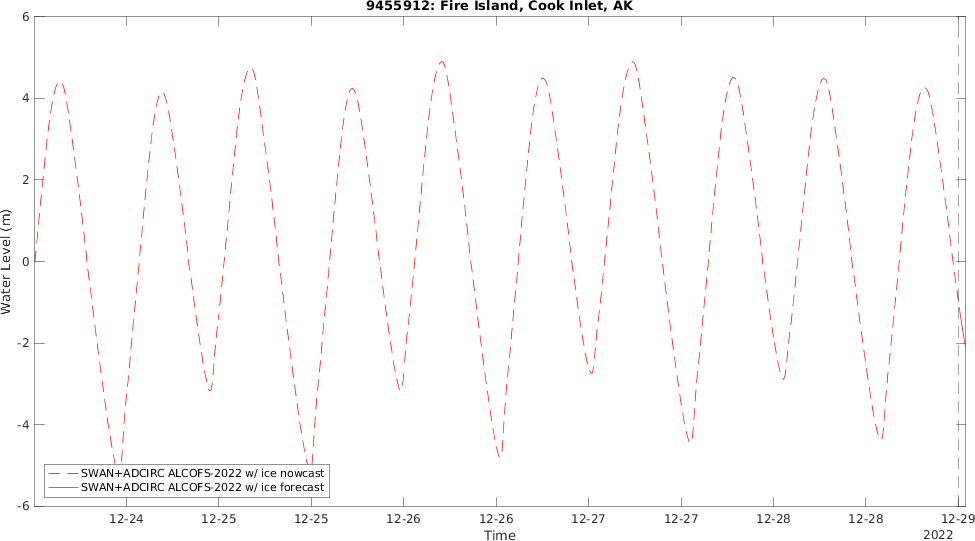 9455912: Fire Island, Cook Inlet, AK
6
4
2
0
-2
-4
-6
Water Level (m)
SWAN+ADCIRC ALCOFS-2022 w/ ice nowcast
SWAN+ADCIRC ALCOFS-2022 w/ ice forecast
12-24 12-25 12-25 12-26 12-26 12-27 12-27 12-28 12-28 12-29
Time
2022